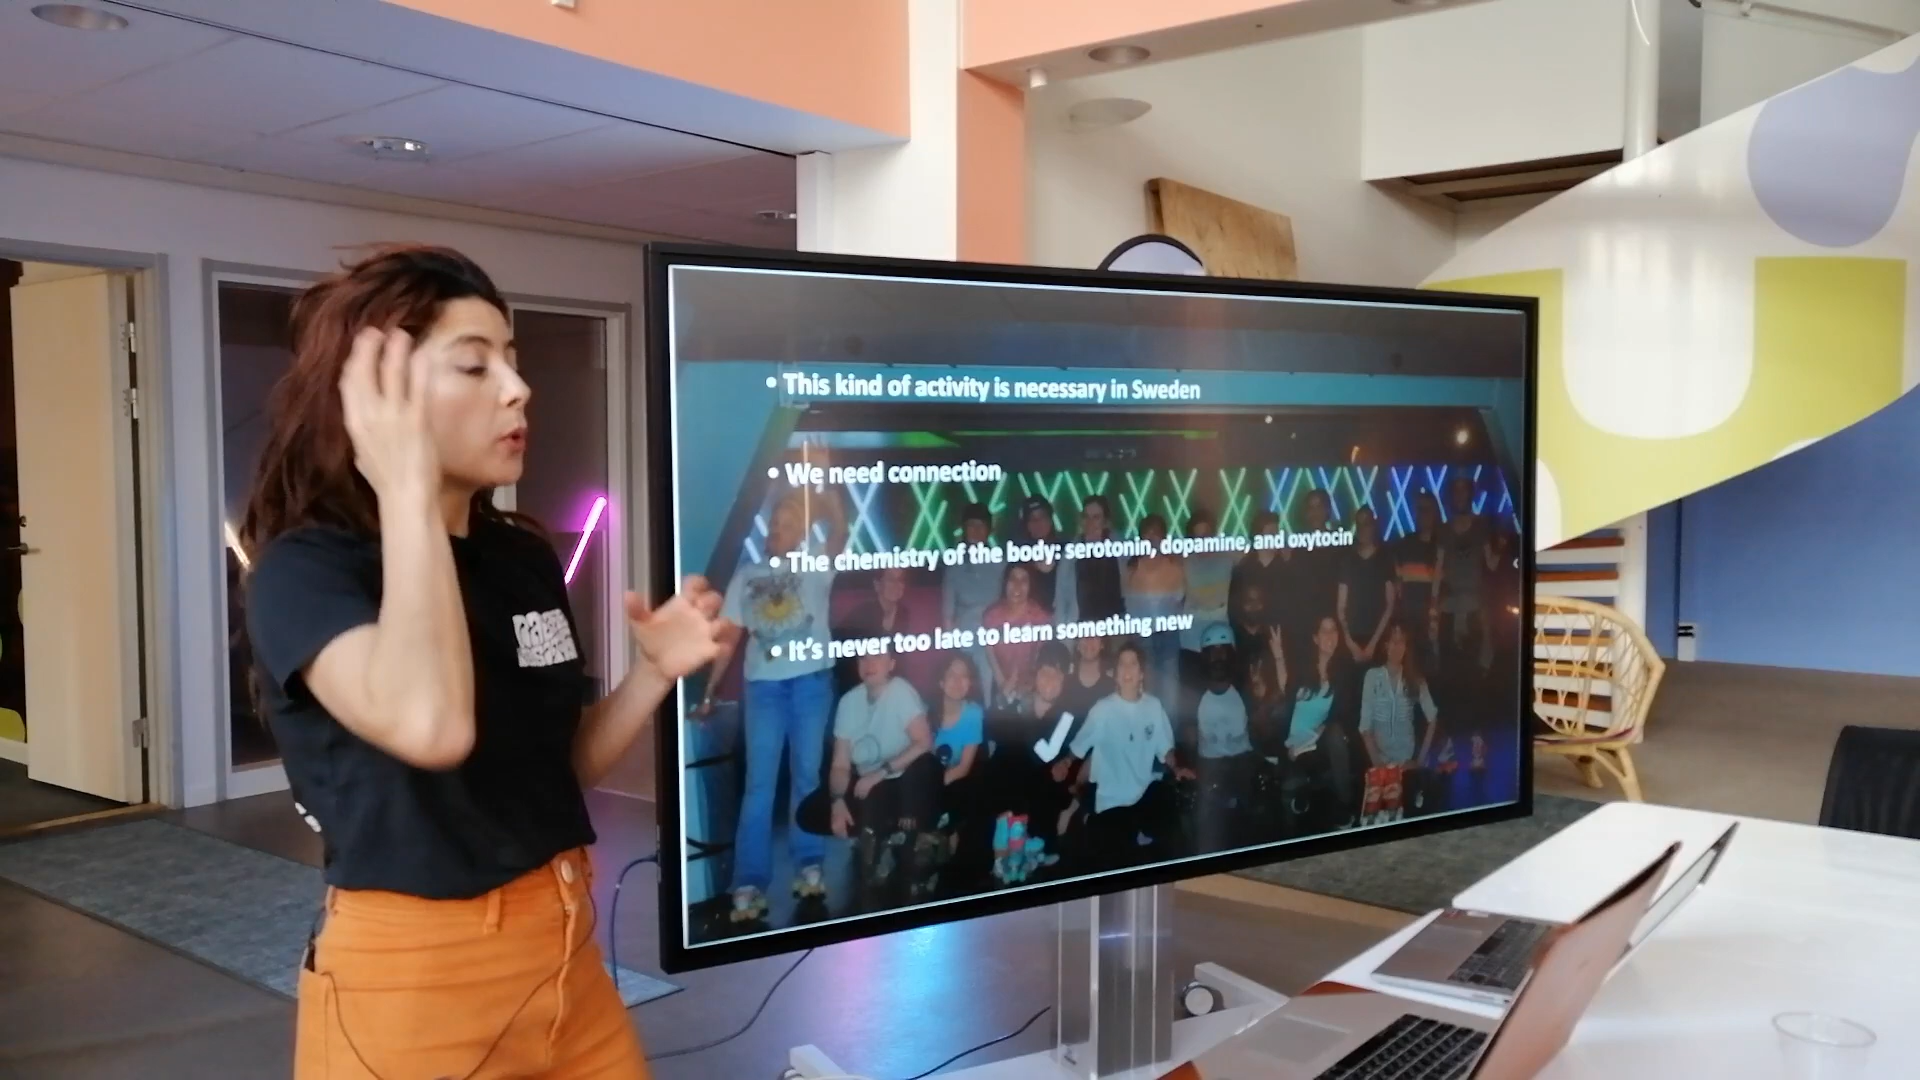 • This kind of activity is necessary in Sweden
• We need connection
• The chemistry of the body: serotonin, dopamine, and oxytocin
• It's never too late to learn something new